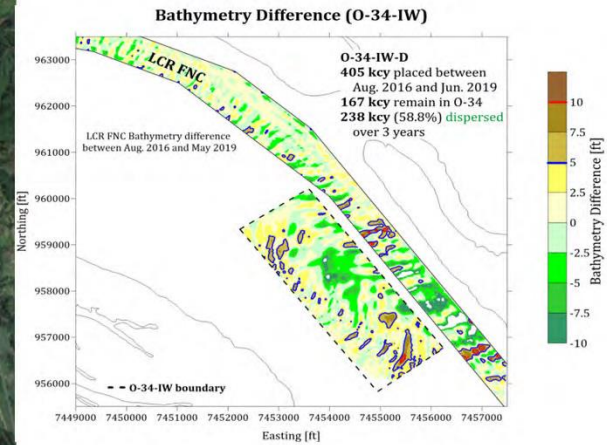 Bathymetry Difference (O-34-IW)
963000
962000
961000
960000
959000
958000
957000
956000
Northing [ft]
LCR FNC
O-34-IW-D
405 kcy placed between
Aug. 2016 and Jun. 2019
167 kcy remain in O-34
238 kcy (58.8%) dispersed
over 3 years
LCR FNC Bathymetry difference
between Aug. 2016 and May 2019
O-34-IW boundary
7449000 7450000 7451000 7452000 7453000 7454000 7455000 7456000 7457000
Easting [ft]
10
7.5
5
2.5
0
-2.5
-5
-7.5
-10
Bathymetry Difference [ft]